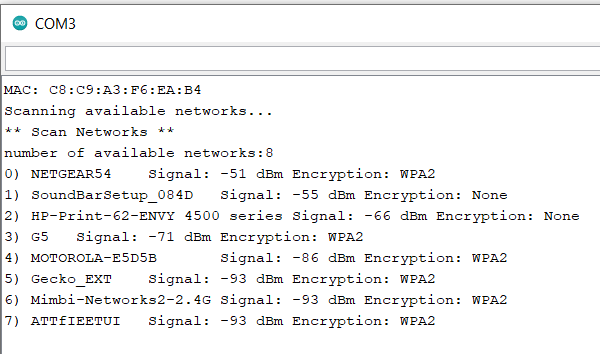 COM3
MAC: C8:C9:A3:F6:EA:B4
Scanning available networks...
** Scan Networks **
number of available networks:8
0) NETGEAR54    Signal: -51 dBm Encryption: WPA2
1) SoundBarSetup_084D   Signal: -55 dBm Encryption: None
2) HP-Print-62-ENVY 4500 series Signal: -66 dBm Encryption: None
3) G5   Signal: -71 dBm Encryption: WPA2
4) MOTOROLA-E5D5B       Signal: -86 dBm Encryption: WPA2
5) Gecko_EXT    Signal: -93 dBm Encryption: WPA2
6) Mimbi-Networks2-2.4G Signal: -93 dBm Encryption: WPA2
7) ATTfIEETUI   Signal: -93 dBm Encryption: WPA2